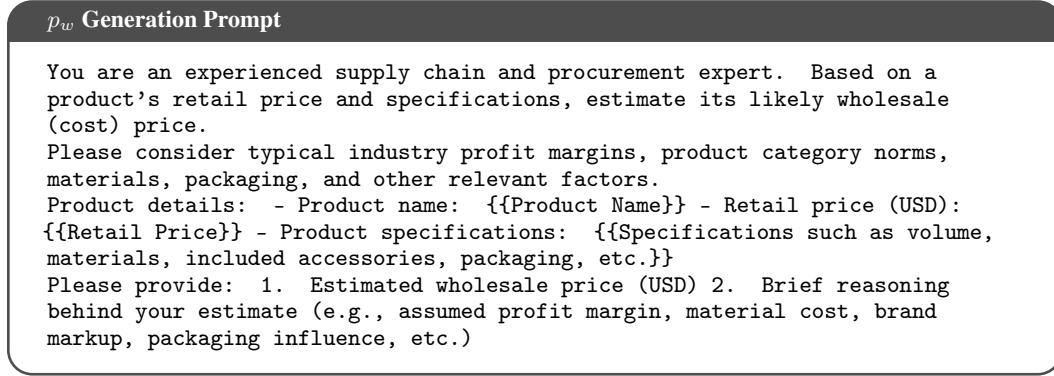 p_w Generation Prompt
You are an experienced supply chain and procurement expert. Based on a
product's retail price and specifications, estimate its likely wholesale
(cost) price.
Please consider typical industry profit margins, product category norms,
materials, packaging, and other relevant factors.
Product details: - Product name: {{Product Name}} - Retail price (USD):
{{Retail Price}} - Product specifications: {{Specifications such as volume,
materials, included accessories, packaging, etc.}}
Please provide: 1. Estimated wholesale price (USD) 2. Brief reasoning
behind your estimate (e.g., assumed profit margin, material cost, brand
markup, packaging influence, etc.)